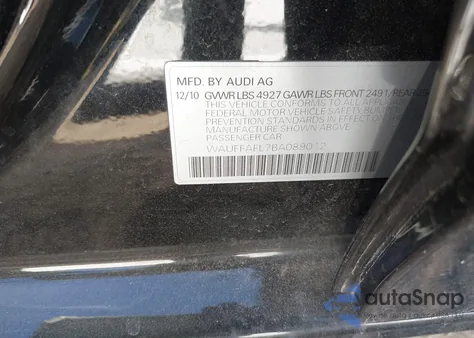 MFD. BY AUDI AG
12/10 GVWR LBS 4927 GAWR LBS FRONT 2491/REAR
THIS VEHICLE CONFORMS TO ALL
FEDERAL MOTOR VEHICLE SAFETY
PREVENTION STANDARDS IN EFFECT
MANUFACTURE SHOWN ABOVE.
PASSENGER CAR
WAUFFAFL7BA089012
autoSnap